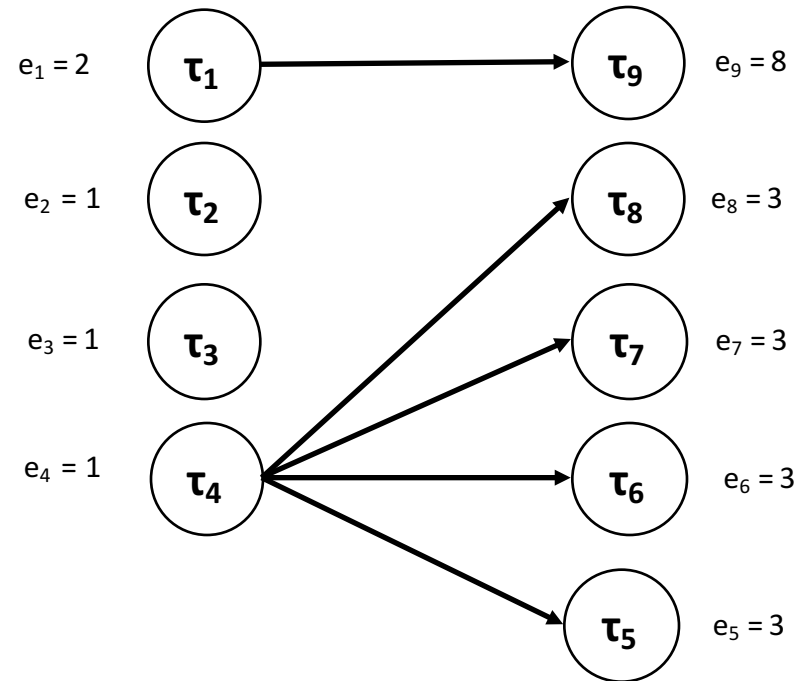 e₁ = 2 τ₁ τ₉ e₉ = 8
e₂ = 1 τ₂ τ₈ e₈ = 3
e₃ = 1 τ₃ τ₇ e₇ = 3
e₄ = 1 τ₄ τ₆ e₆ = 3
τ₅ e₅ = 3